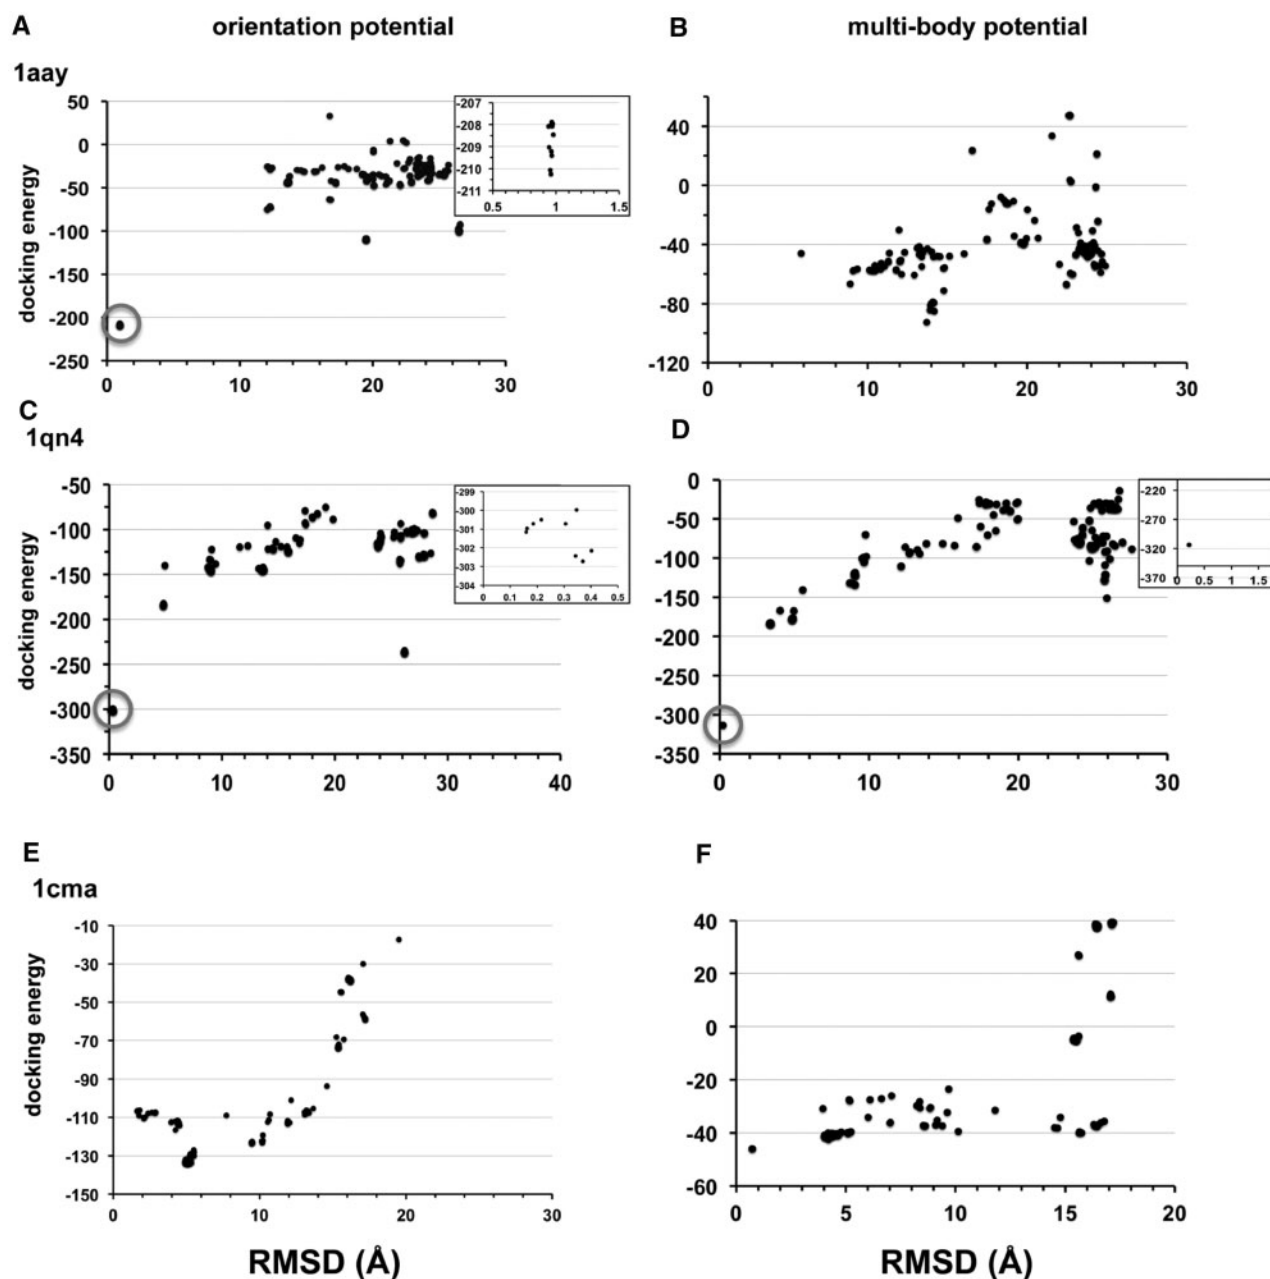 A orientation potential B multi-body potential
1aay
docking energy
50
0
-50
-100
-150
-200
-250
0 10 20 30
-207
-208
-209
-210
-211
0.5 1 1.5
40
0
-40
-80
-120
0 10 20 30
C
1qn4
docking energy
-50
-100
-150
-200
-250
-300
-350
0 10 20 30 40
-299
-300
-301
-302
-303
-304
0 0.1 0.2 0.3 0.4 0.5
D
0
-50
-100
-150
-200
-250
-300
-350
0 10 20 30
-220
-270
-320
-370
0 0.5 1 1.5
E
1cma
docking energy
-10
-30
-50
-70
-90
-110
-130
-150
0 10 20 30
RMSD (Å)
F
40
20
0
-20
-40
-60
0 5 10 15 20
RMSD (Å)